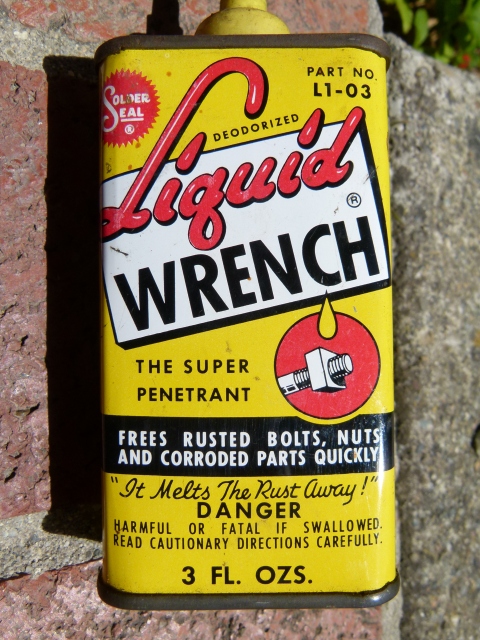 PART NO.
L1-03
SOLDER
SEAL
®
DEODORIZED
Liquid
®
WRENCH
THE SUPER
PENETRANT
FREES RUSTED BOLTS, NUTS
AND CORRODED PARTS QUICKLY
"It Melts The Rust Away!"
DANGER
HARMFUL OR FATAL IF SWALLOWED.
READ CAUTIONARY DIRECTIONS CAREFULLY.
3 FL. OZS.